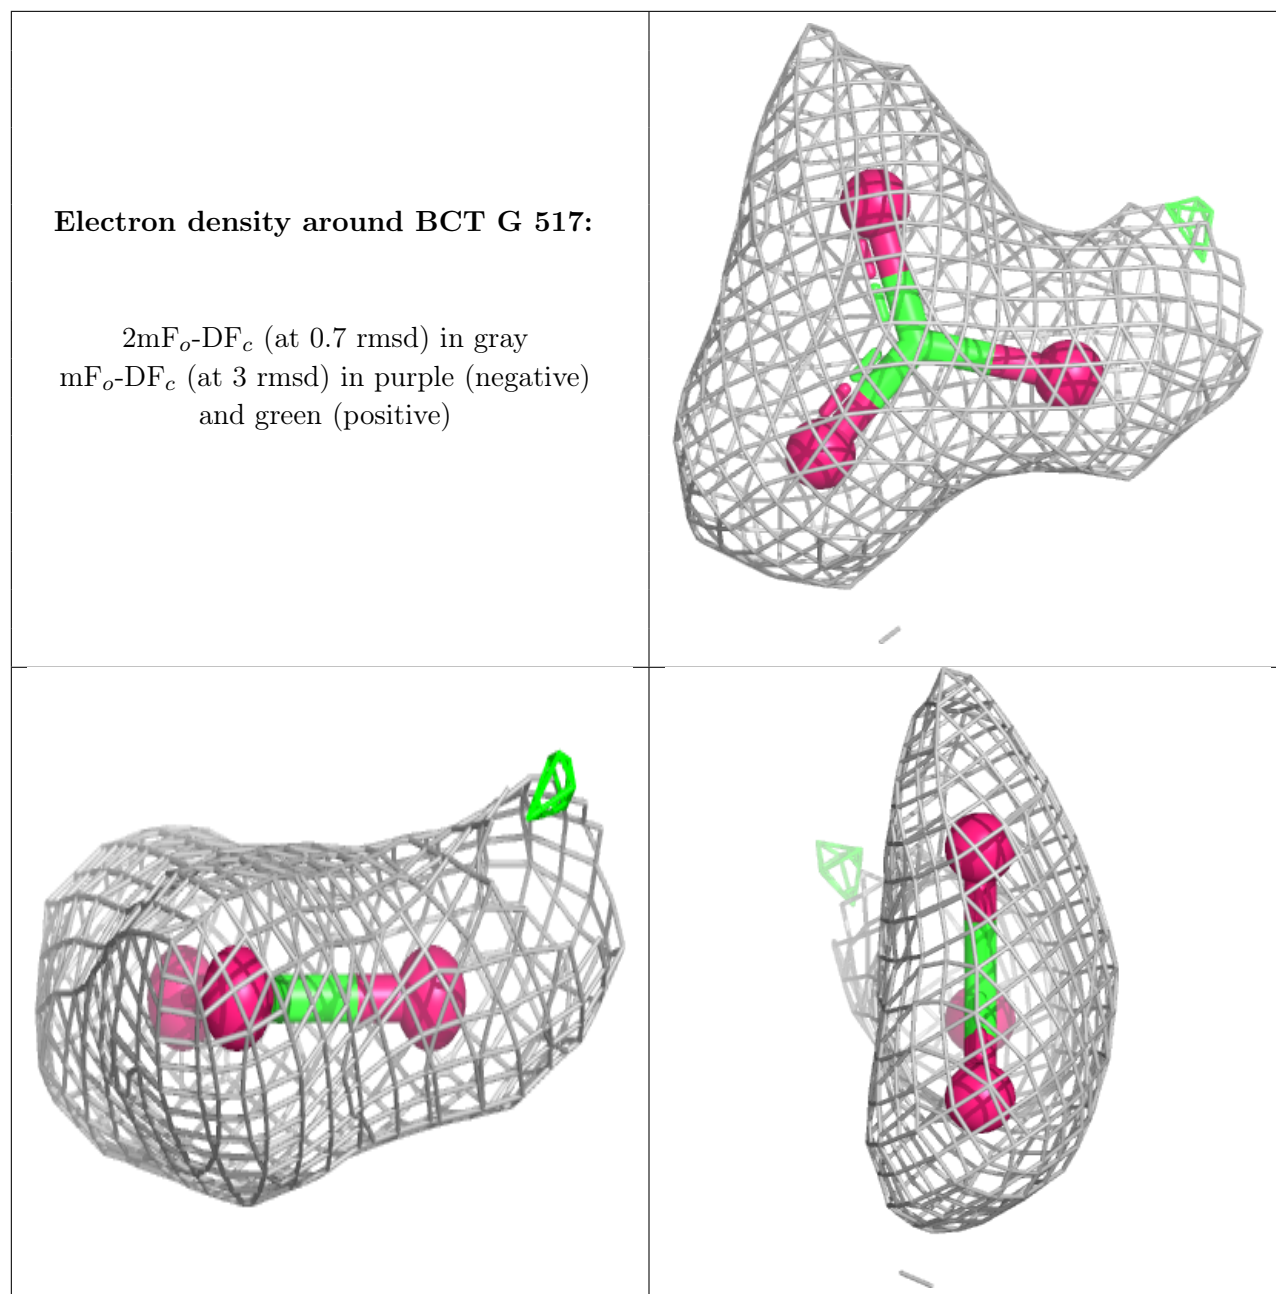 Electron density around BCT G 517:
2mFₒ-DF𝒸 (at 0.7 rmsd) in gray
mFₒ-DF𝒸 (at 3 rmsd) in purple (negative)
and green (positive)